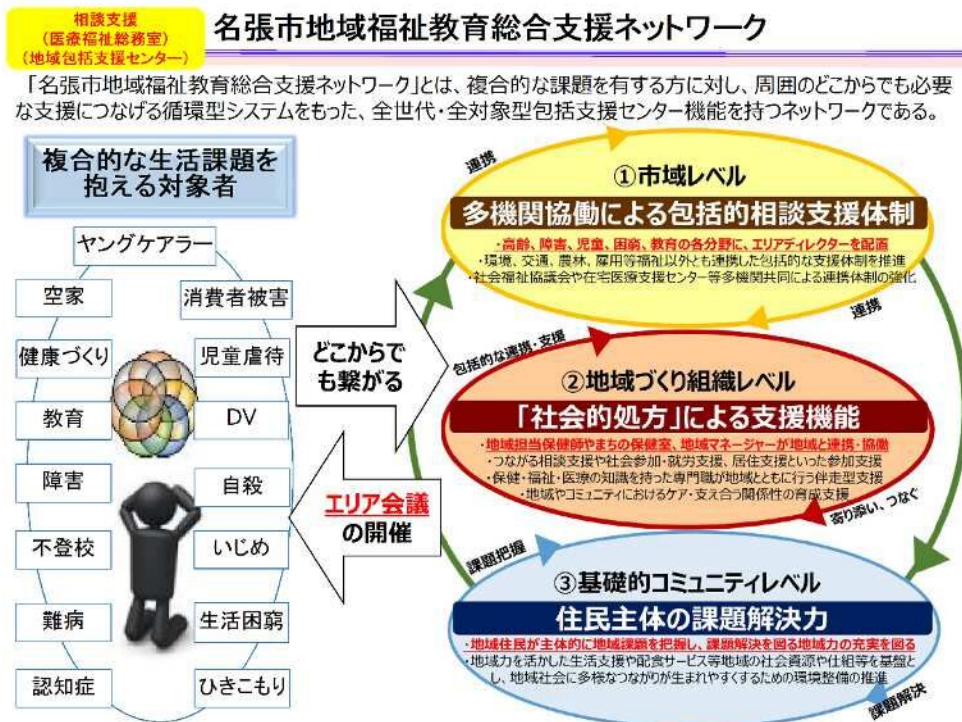 相談支援
(医療福祉総務室)
(地域包括支援センター)
名張市地域福祉教育総合支援ネットワーク
「名張市地域福祉教育総合支援ネットワーク」とは、複合的な課題を有する方に対し、周囲のどこからでも必要
な支援につなげる循環型システムをもった、全世代・全対象型包括支援センター機能を持つネットワークである。
複合的な生活課題を
抱える対象者
ヤングケアラー
空家
消費者被害
健康づくり
児童虐待
教育
DV
障害
自殺
不登校
いじめ
難病
生活困窮
認知症
ひきこもり
どこからで
も繋がる
エリア会議
の開催
連携
①市域レベル
多機関協働による包括的相談支援体制
・高齢、障害、児童、困窮、教育の各分野に、エリアディレクターを配置
・環境、交通、農林、雇用等福祉以外とも連携した包括的な支援体制を推進
・社会福祉協議会や在宅医療支援センター等多機関共同による連携体制の強化
連携
包括的な連携・支援
②地域づくり組織レベル
「社会的処方」による支援機能
・地域担当保健師やまちの保健室、地域マネージャーが地域と連携・協働
・つながる相談支援や社会参加・就労支援、居住支援といった参加支援
・保健・福祉・医療の知識を持った専門職が地域とともに行う伴走型支援
・地域やコミュニティにおけるケア・支え合う関係性の育成支援
寄り添い、つなぐ
課題把握
③基礎的コミュニティレベル
住民主体の課題解決力
・地域住民が主体的に地域課題を把握し、課題解決を図る地域力の充実を図る
・地域力を活かした生活支援や配食サービス等地域の社会資源や仕組等を基盤と
し、地域社会に多様なつながりが生まれやすくするための環境整備の推進
課題解決